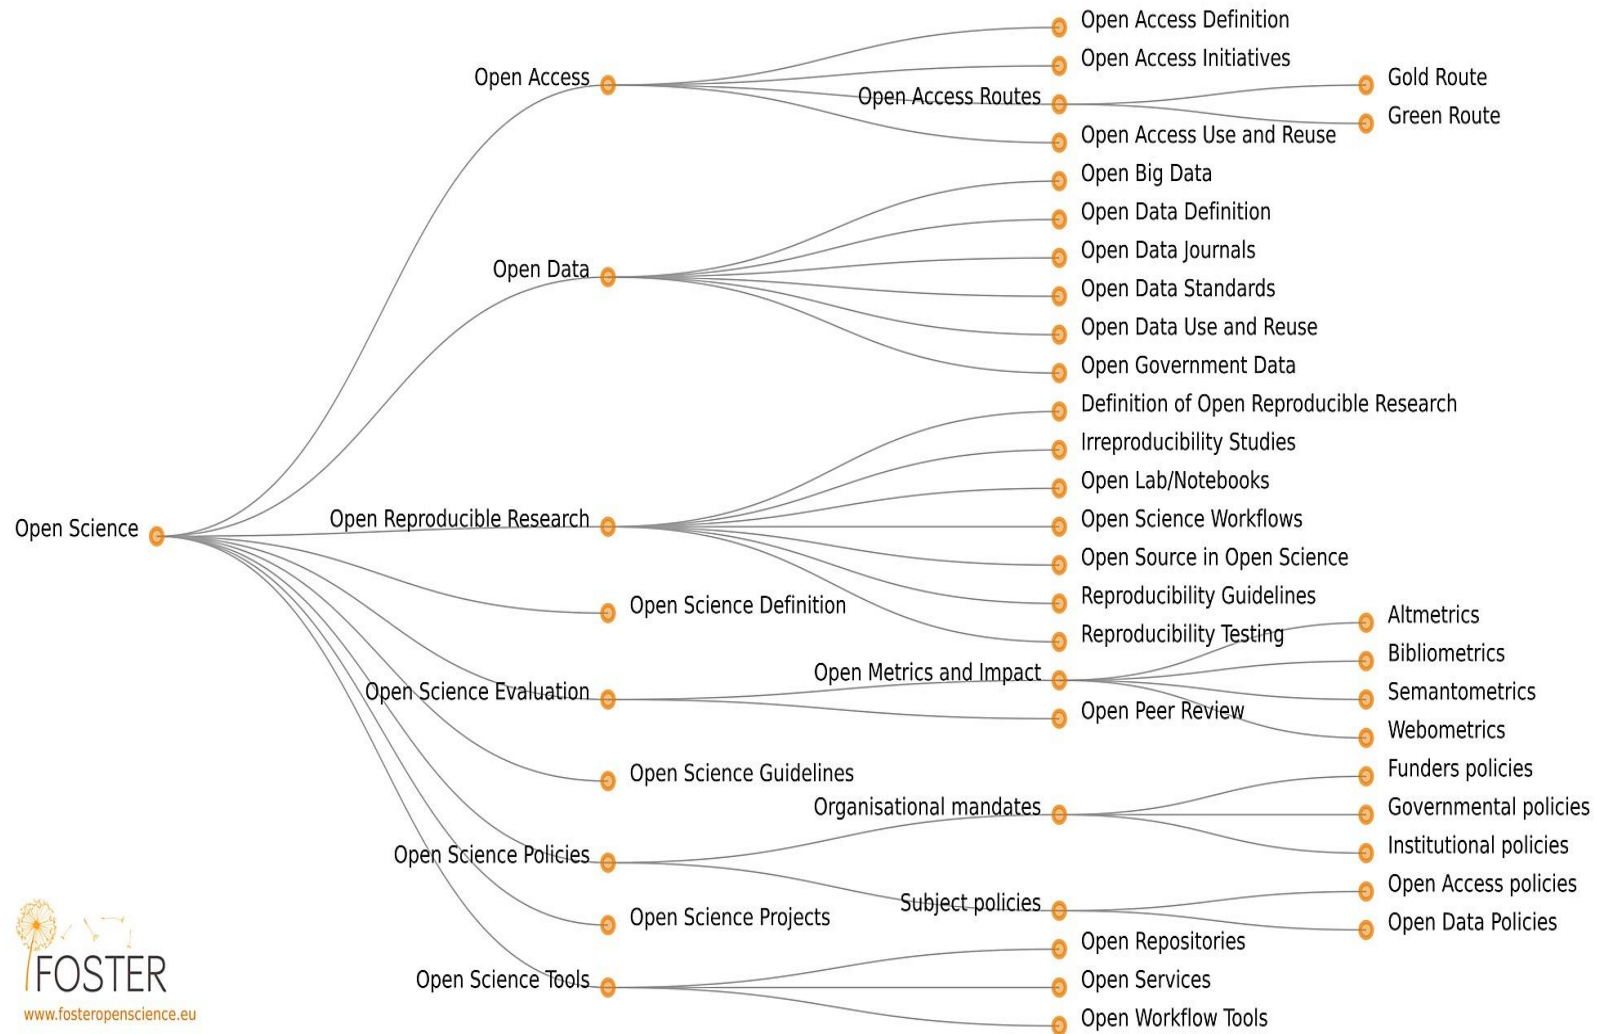 Open Science
Open Access
Open Access Definition
Open Access Initiatives
Open Access Routes
Gold Route
Green Route
Open Access Use and Reuse
Open Data
Open Big Data
Open Data Definition
Open Data Journals
Open Data Standards
Open Data Use and Reuse
Open Government Data
Open Reproducible Research
Definition of Open Reproducible Research
Irreproducibility Studies
Open Lab/Notebooks
Open Science Workflows
Open Source in Open Science
Reproducibility Guidelines
Reproducibility Testing
Open Science Definition
Open Science Evaluation
Open Metrics and Impact
Altmetrics
Bibliometrics
Semantometrics
Webometrics
Open Peer Review
Open Science Guidelines
Open Science Policies
Organisational mandates
Funders policies
Governmental policies
Institutional policies
Subject policies
Open Access policies
Open Data Policies
Open Science Projects
Open Science Tools
Open Repositories
Open Services
Open Workflow Tools
FOSTER
www.fosteropenscience.eu